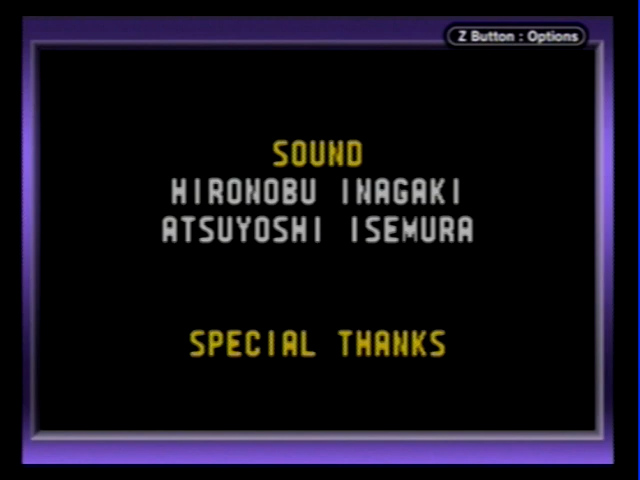 Z Button : Options
SOUND
HIRONOBU INAGAKI
ATSUYOSHI ISEMURA
SPECIAL THANKS